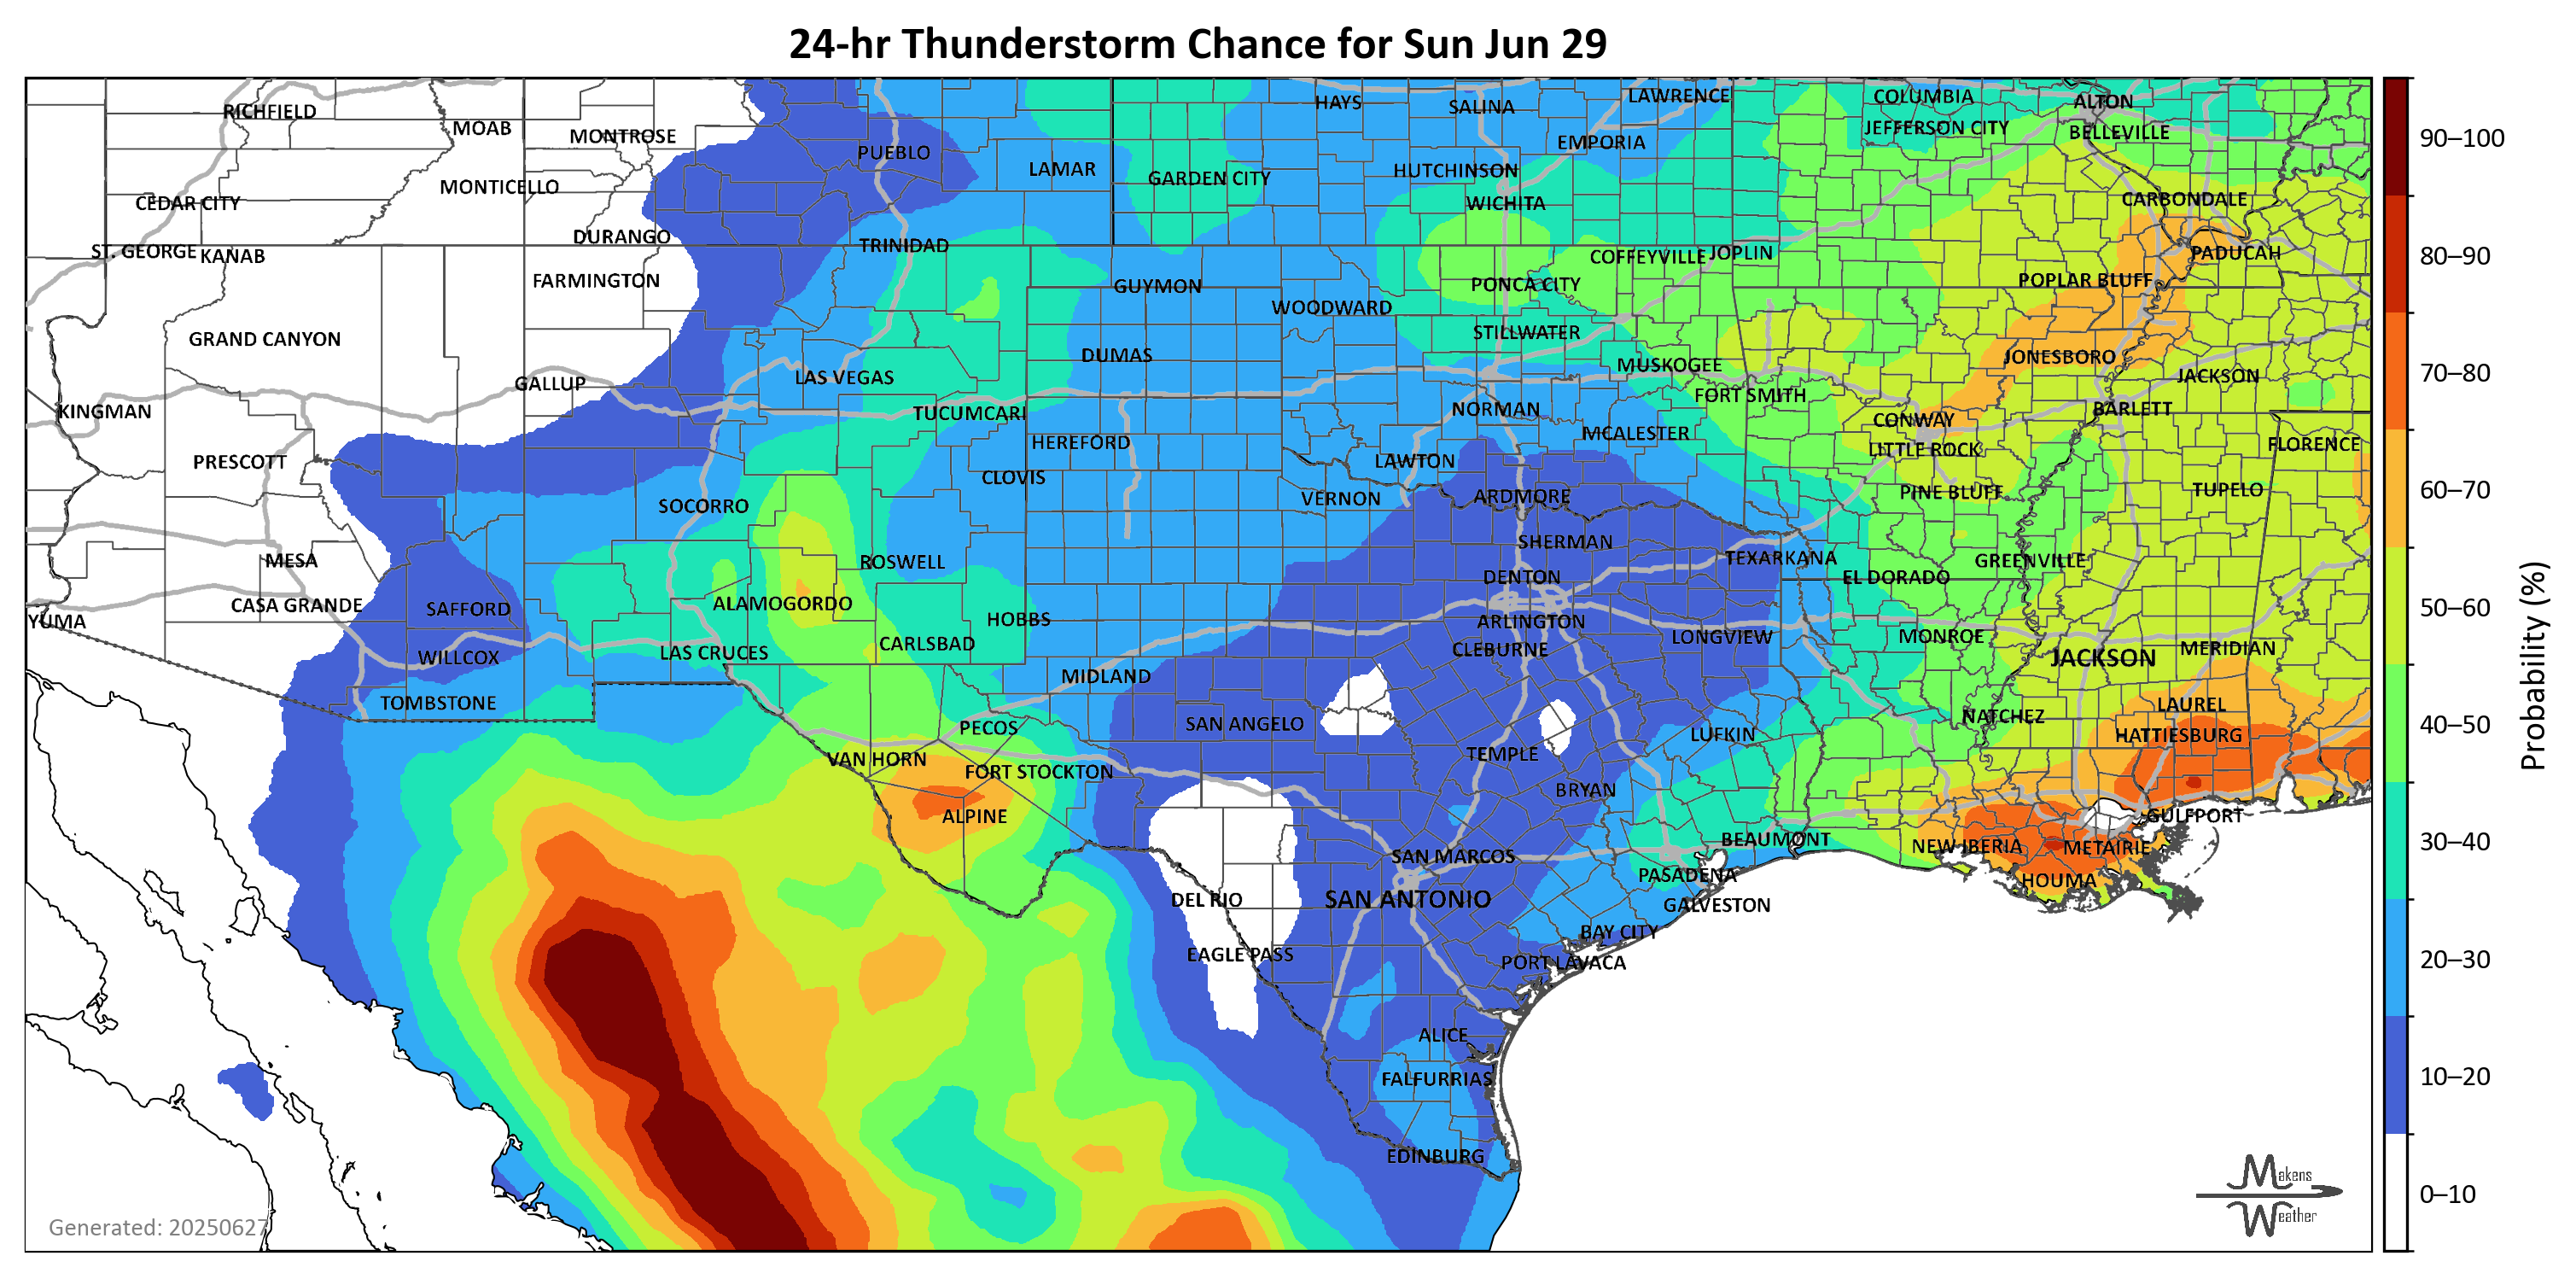 24-hr Thunderstorm Chance for Sun Jun 29
RICHFIELD
MOAB
MONTROSE
PUEBLO
LAMAR
HAYS
SALINA
LAWRENCE
COLUMBIA
ALTON
JEFFERSON CITY
BELLEVILLE
EMPORIA
HUTCHINSON
GARDEN CITY
MONTICELLO
CEDAR CITY
WICHITA
CARBONDALE
DURANGO
TRINIDAD
ST. GEORGE
KANAB
COFFEYVILLE
JOPLIN
PADUCAH
FARMINGTON
GUYMON
PONCA CITY
POPLAR BLUFF
WOODWARD
GRAND CANYON
STILLWATER
DUMAS
JONESBORO
MUSKOGEE
GALLUP
LAS VEGAS
JACKSON
FORT SMITH
KINGMAN
TUCUMCARI
NORMAN
BARLETT
CONWAY
HEREFORD
MCALESTER
FLORENCE
LITTLE ROCK
PRESCOTT
LAWTON
CLOVIS
VERNON
ARDMORE
PINE BLUFF
TUPELO
SOCORRO
SHERMAN
MESA
ROSWELL
TEXARKANA
GREENVILLE
DENTON
EL DORADO
CASA GRANDE
SAFFORD
ALAMOGORDO
YUMA
HOBBS
ARLINGTON
CARLSBAD
LONGVIEW
MONROE
WILLCOX
LAS CRUCES
CLEBURNE
JACKSON
MERIDIAN
MIDLAND
TOMBSTONE
LAUREL
NATCHEZ
PECOS
SAN ANGELO
LUFKIN
HATTIESBURG
VAN HORN
TEMPLE
FORT STOCKTON
BRYAN
ALPINE
GULFPORT
BEAUMONT
NEW IBERIA
METAIRIE
SAN MARCOS
PASADENA
HOUMA
DEL RIO
SAN ANTONIO
GALVESTON
BAY CITY
EAGLE PASS
PORT LAVACA
ALICE
FALFURRIAS
EDINBURG
Generated: 20250627
Makens
Weather
90–100
80–90
70–80
60–70
50–60
40–50
30–40
20–30
10–20
0–10
Probability (%)